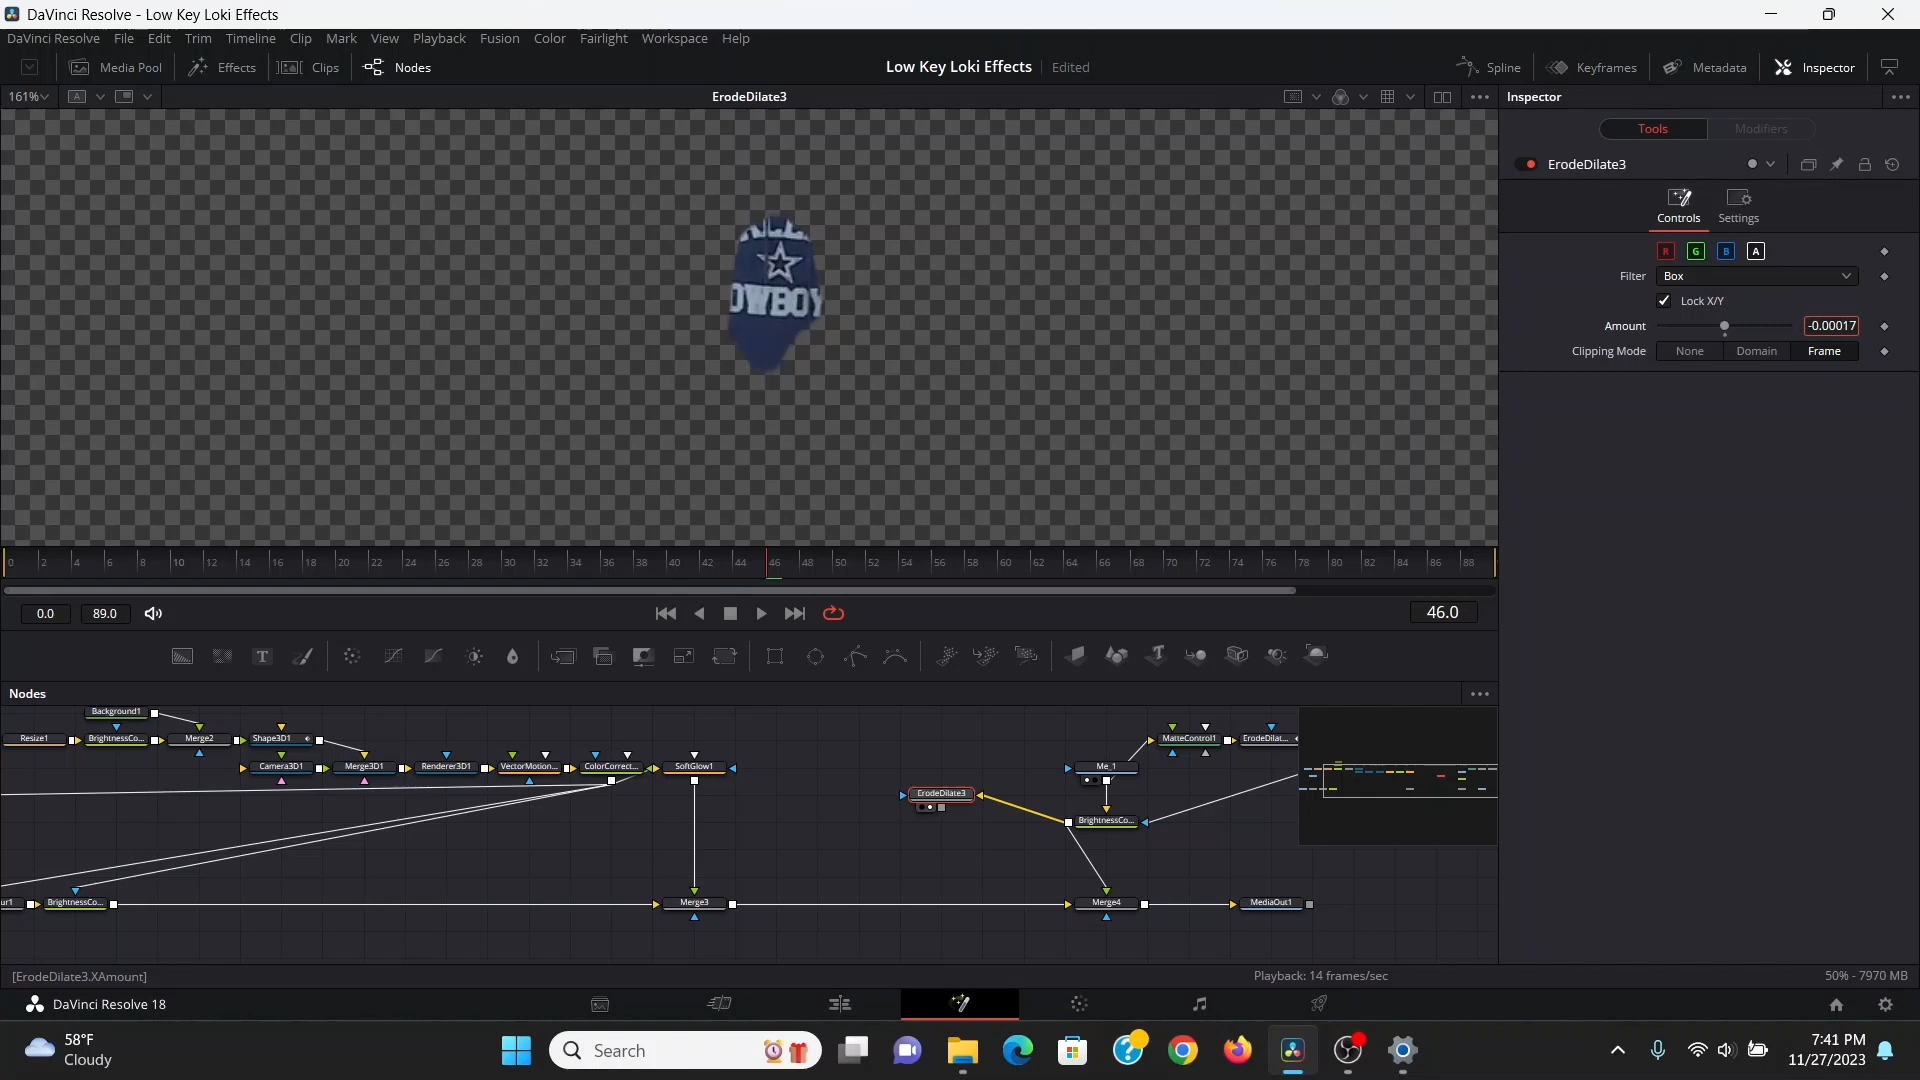 DaVinci Resolve - Low Key Loki Effects
DaVinci Resolve File Edit Trim Timeline Clip Mark View Playback Fusion Color Fairlight Workspace Help
Media Pool Effects Clips Nodes Low Key Loki Effects Edited Spline Keyframes Metadata Inspector
161% A ErodeDilate3 Inspector
Tools Modifiers
ErodeDilate3
Controls Settings
R G B A
Filter Box
Lock X/Y
Amount -0.00017
Clipping Mode None Domain Frame
OWBOY
0 2 4 6 8 10 12 14 16 18 20 22 24 26 28 30 32 34 36 38 40 42 44 46 48 50 52 54 56 58 60 62 64 66 68 70 72 74 76 78 80 82 84 86 88
0.0 89.0 46.0
T
Nodes
Background1
Resize1 BrightnessCo... Merge2 Shape3D1 MatteControl1 ErodeDilat...
Camera3D1 Merge3D1 Renderer3D1 VectorMotion... ColorCorrect... SoftGlow1 Me_1
ErodeDilate3
BrightnessCo...
ur1 BrightnessCo... Merge3 Merge4 MediaOut1
[ErodeDilate3.XAmount] Playback: 14 frames/sec 50% - 7970 MB
DaVinci Resolve 18
58°F
Cloudy
Search
7:41 PM
11/27/2023